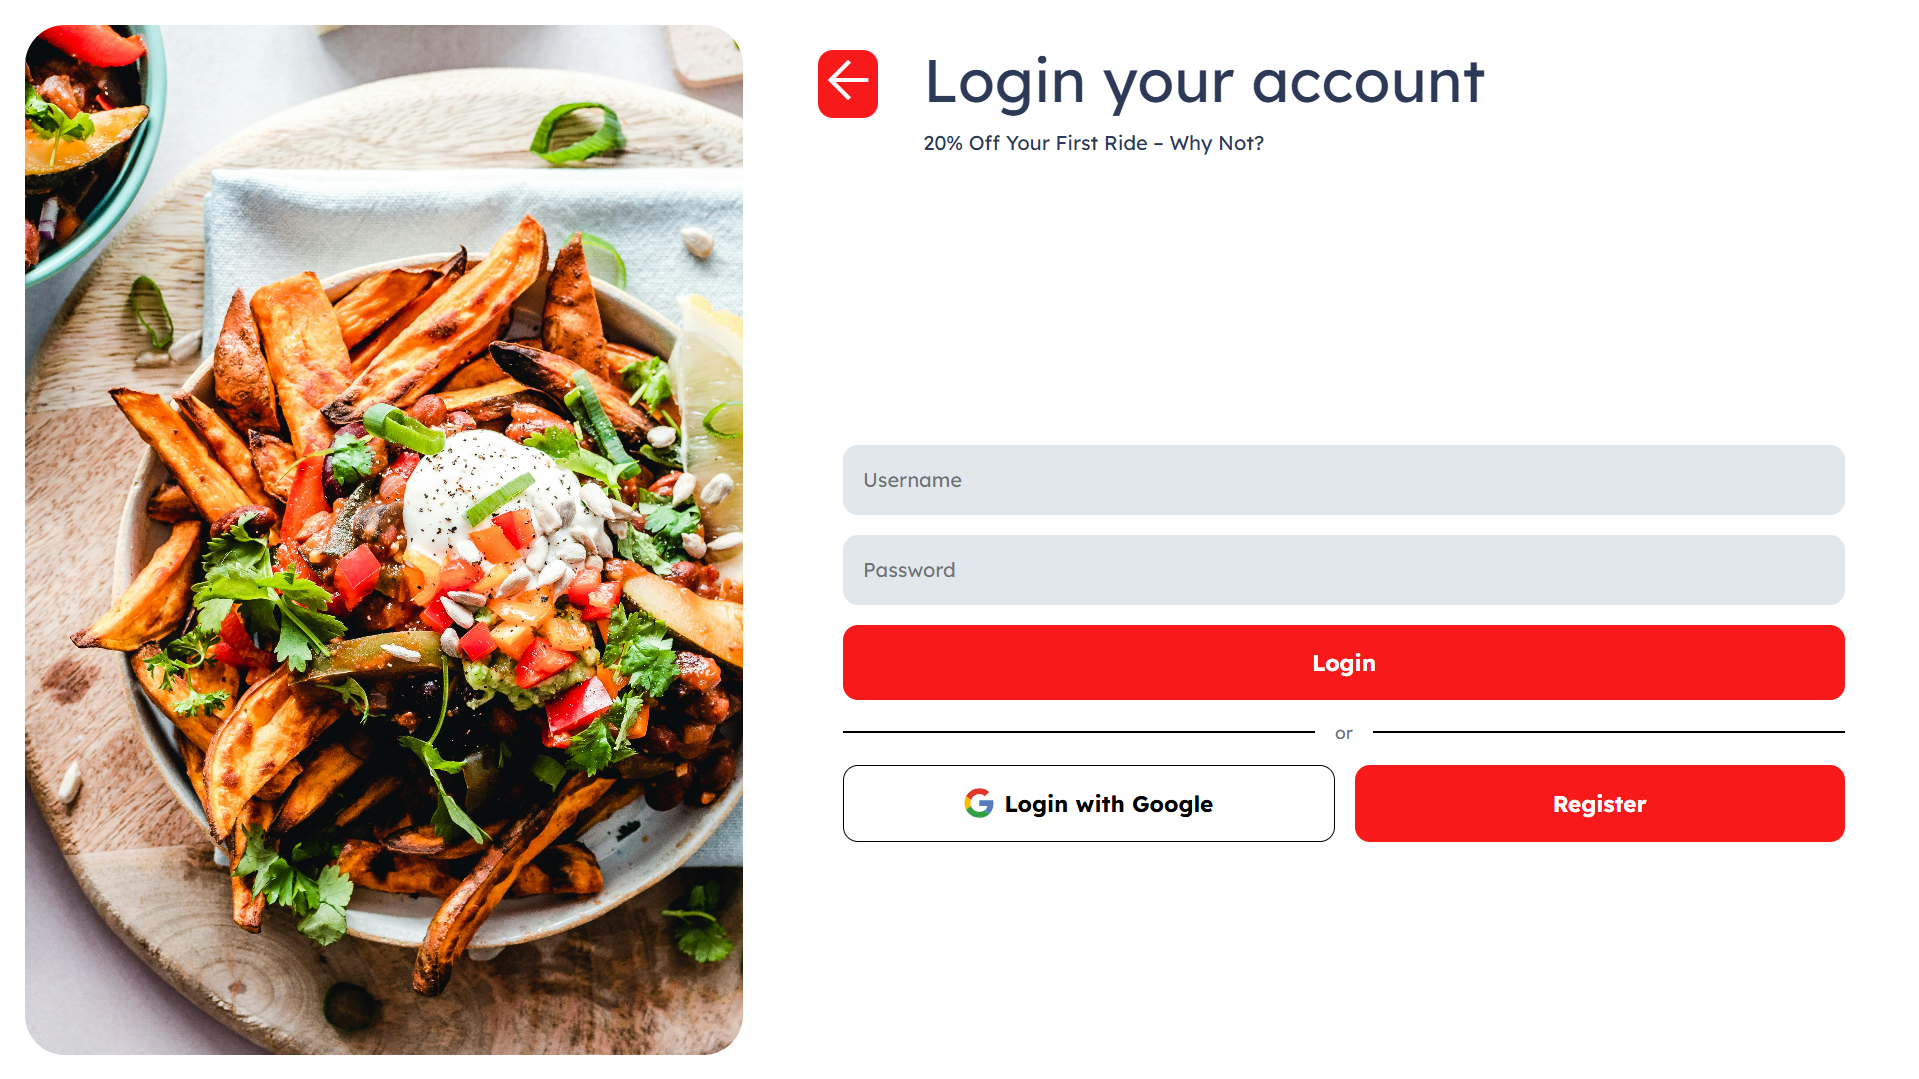 Login your account
20% Off Your First Ride – Why Not?
Username
Password
Login
or
Login with Google
Register